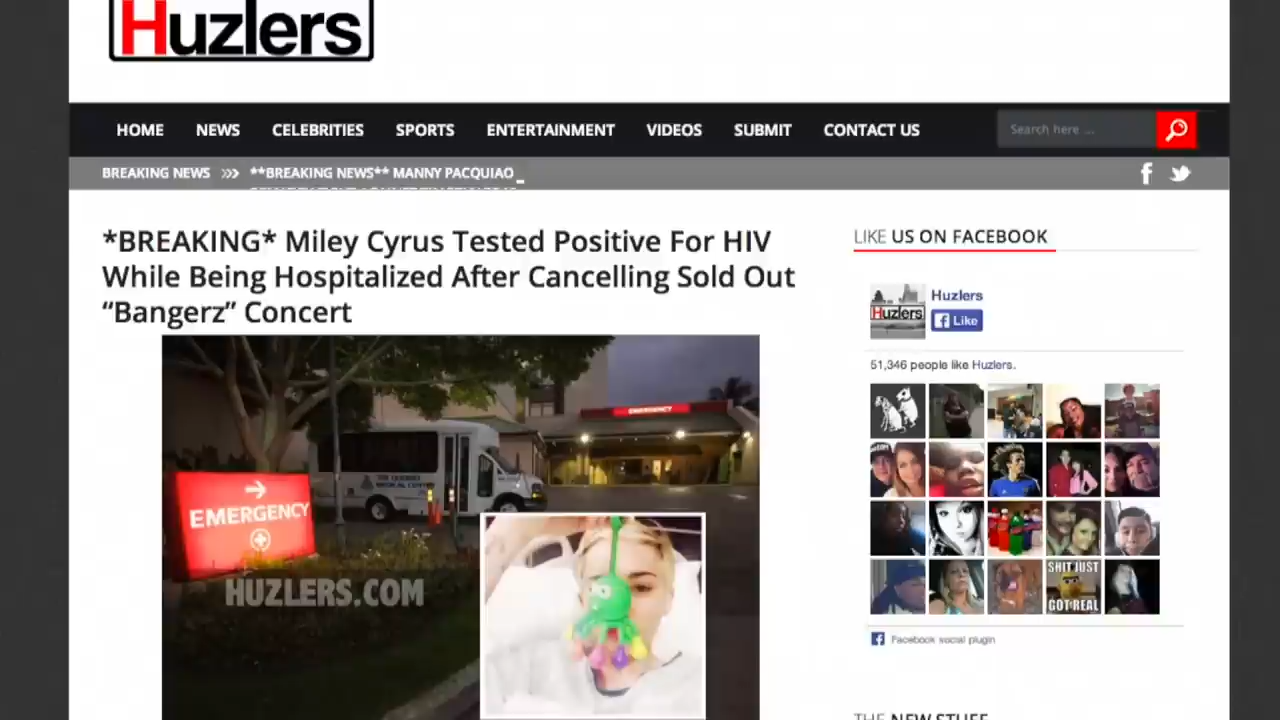 Huzlers
HOME NEWS CELEBRITIES SPORTS ENTERTAINMENT VIDEOS SUBMIT CONTACT US
Search here ...
BREAKING NEWS **BREAKING NEWS** MANNY PACQUIAO _
*BREAKING* Miley Cyrus Tested Positive For HIV
While Being Hospitalized After Cancelling Sold Out
“Bangerz” Concert
EMERGENCY
EMERGENCY
HUZLERS.COM
LIKE US ON FACEBOOK
Huzlers
Huzlers
Like
51,346 people like Huzlers.
SHIT JUST
GOT REAL
Facebook social plugin
THE NEW STUFF